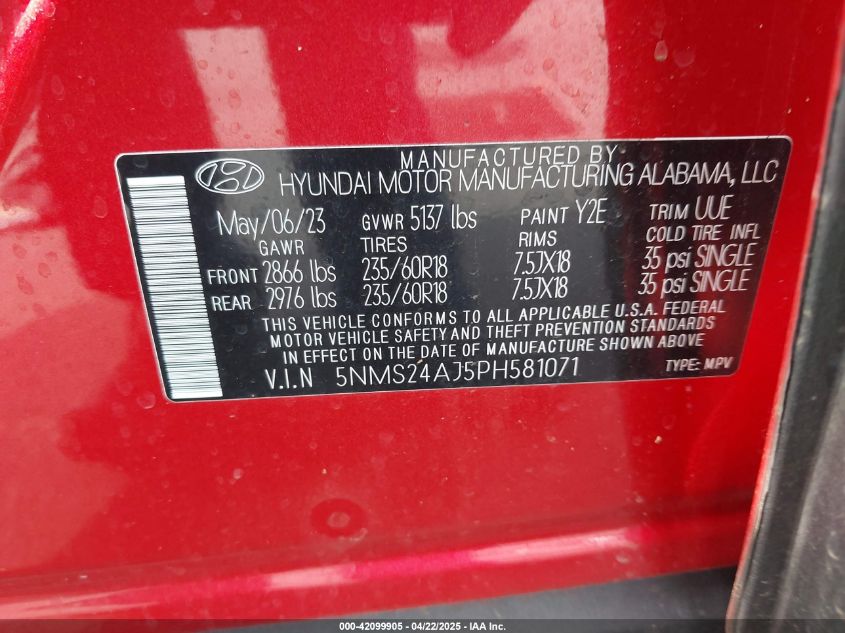 MANUFACTURED BY
HYUNDAI MOTOR MANUFACTURING ALABAMA, LLC
May/06/23 GVWR 5137 lbs PAINT Y2E TRIM UUE
GAWR TIRES RIMS COLD TIRE INFL
FRONT 2866 lbs 235/60R18 7.5JX18 35 psi SINGLE
REAR 2976 lbs 235/60R18 7.5JX18 35 psi SINGLE
THIS VEHICLE CONFORMS TO ALL APPLICABLE U.S.A. FEDERAL
MOTOR VEHICLE SAFETY AND THEFT PREVENTION STANDARDS
IN EFFECT ON THE DATE OF MANUFACTURE SHOWN ABOVE
V.I.N 5NMS24AJ5PH581071 TYPE: MPV
000-42099905 - 04/22/2025 - IAA Inc.